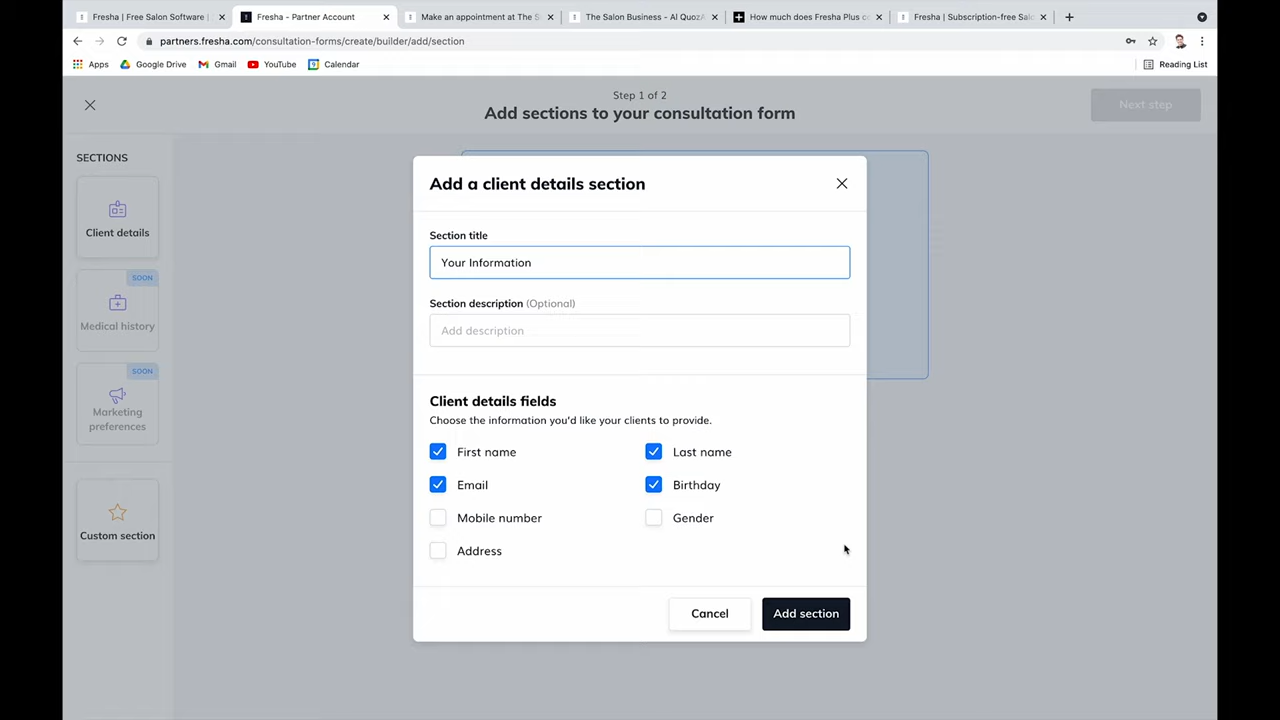 Fresha | Free Salon Software |
Fresha - Partner Account
Make an appointment at The S
The Salon Business - Al Quoz
How much does Fresha Plus co
Fresha | Subscription-free Sal
partners.fresha.com/consultation-forms/create/builder/add/section
Apps
Google Drive
Gmail
YouTube
Calendar
Reading List
Step 1 of 2
Add sections to your consultation form
Next step
SECTIONS
Client details
SOON
Medical history
SOON
Marketing
preferences
Custom section
Add a client details section
Section title
Your Information
Section description (Optional)
Add description
Client details fields
Choose the information you'd like your clients to provide.
First name
Last name
Email
Birthday
Mobile number
Gender
Address
Cancel
Add section